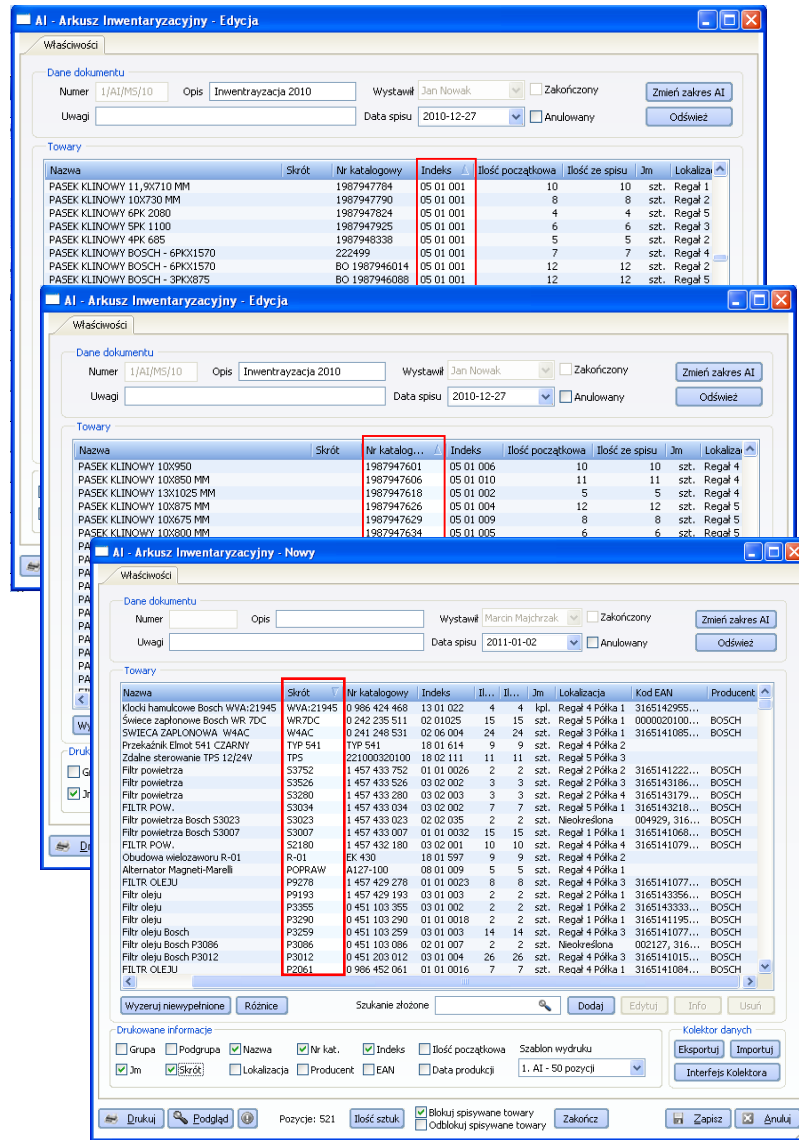 AI - Arkusz Inwentaryzacyjny - Edycja
Właściwości
Dane dokumentu
Numer 1/AI/MS/10 Opis Inwentrayzacja 2010 Wystawił Jan Nowak Zakończony Zmień zakres AI
Uwagi Data spisu 2010-12-27 Anulowany Odśwież
Towary
Nazwa Skrót Nr katalogowy Indeks Ilość początkowa Ilość ze spisu Jm Lokaliza
PASEK KLINOWY 11,9X710 MM 1987947784 05 01 001 10 10 szt. Regał 1
PASEK KLINOWY 10X730 MM 1987947790 05 01 001 8 8 szt. Regał 2
PASEK KLINOWY 6PK 2080 1987947824 05 01 001 4 4 szt. Regał 5
PASEK KLINOWY 5PK 1100 1987947925 05 01 001 6 6 szt. Regał 3
PASEK KLINOWY 4PK 685 1987948338 05 01 001 5 5 szt. Regał 2
PASEK KLINOWY BOSCH - 6PKX1570 222499 05 01 001 7 7 szt. Regał 4
PASEK KLINOWY BOSCH - 6PKX1570 BO 1987946014 05 01 001 12 12 szt. Regał 2
PASEK KLINOWY BOSCH - 3PKX875 BO 1987946088 05 01 001 12 12 szt. Regał 5
AI - Arkusz Inwentaryzacyjny - Edycja
Właściwości
Dane dokumentu
Numer 1/AI/MS/10 Opis Inwentrayzacja 2010 Wystawił Jan Nowak Zakończony Zmień zakres AI
Uwagi Data spisu 2010-12-27 Anulowany Odśwież
Towary
Nazwa Skrót Nr katalog... Indeks Ilość początkowa Ilość ze spisu Jm Lokaliza
PASEK KLINOWY 10X950 1987947601 05 01 006 10 10 szt. Regał 4
PASEK KLINOWY 10X850 MM 1987947606 05 01 010 11 11 szt. Regał 4
PASEK KLINOWY 13X1025 MM 1987947618 05 01 002 5 5 szt. Regał 4
PASEK KLINOWY 10X875 MM 1987947626 05 01 004 12 12 szt. Regał 5
PASEK KLINOWY 10X675 MM 1987947629 05 01 009 8 8 szt. Regał 5
PASEK KLINOWY 10X800 MM 1987947634 05 01 005 6 6 szt. Regał 5
AI - Arkusz Inwentaryzacyjny - Nowy
Właściwości
Dane dokumentu
Numer Opis Wystawił Marcin Majchrzak Zakończony Zmień zakres AI
Uwagi Data spisu 2011-01-02 Anulowany Odśwież
Towary
Nazwa Skrót Nr katalogowy Indeks Il... Il... Jm Lokalizacja Kod EAN Producent
Klocki hamulcowe Bosch WVA:21945 WVA:21945 0 986 424 468 13 01 022 4 4 kpl. Regał 4 Półka 1 3165142955...
Świece zapłonowe Bosch WR 7DC WR7DC 0 242 235 511 02 01025 15 15 szt. Regał 5 Półka 1 0000020100... BOSCH
SWIECA ZAPLONOWA W4AC W4AC 0 241 248 531 02 06 004 24 24 szt. Regał 3 Półka 1 3165141085... BOSCH
Przekaźnik Elmot 541 CZARNY TYP 541 TYP 541 18 01 614 9 9 szt. Regał 4 Półka 2
Zdalne sterowanie TPS 12/24V TPS 221000320100 18 02 111 11 11 szt. Regał 5 Półka 3
Filtr powietrza S3752 1 457 433 752 01 01 0026 2 2 szt. Regał 2 Półka 2 3165141222... BOSCH
Filtr powietrza S3526 1 457 433 526 03 02 002 3 3 szt. Regał 2 Półka 2 3165143186... BOSCH
Filtr powietrza S3280 1 457 433 280 03 02 003 3 3 szt. Regał 2 Półka 4 3165143179... BOSCH
FILTR POW. S3034 1 457 433 034 03 02 002 7 7 szt. Regał 5 Półka 1 3165143218... BOSCH
Filtr powietrza Bosch S3023 S3023 1 457 433 023 02 02 035 2 2 szt. Nieokreślona 004929, 316... BOSCH
Filtr powietrza Bosch S3007 S3007 1 457 433 007 01 01 0032 15 15 szt. Regał 1 Półka 1 3165141068... BOSCH
FILTR POW. S2180 1 457 432 180 03 02 001 10 10 szt. Regał 4 Półka 4 3165141079... BOSCH
Obudowa wielozaworu R-01 R-01 EK 430 18 01 597 9 9 szt. Regał 4 Półka 2
Alternator Magneti-Marelli POPRAW A127-100 08 01 009 5 5 szt. Regał 4 Półka 1
FILTR OLEJU P9278 1 457 429 278 01 01 0023 8 8 szt. Regał 4 Półka 3 3165141077... BOSCH
Filtr oleju P9193 1 457 429 193 03 01 003 2 2 szt. Regał 4 Półka 1 3165143356... BOSCH
Filtr oleju P3355 0 451 103 355 03 01 002 2 2 szt. Regał 1 Półka 2 3165143333... BOSCH
Filtr oleju P3290 0 451 103 290 01 01 0018 2 2 szt. Regał 2 Półka 1 3165141195... BOSCH
Filtr oleju Bosch P3259 0 451 103 259 03 01 003 14 14 szt. Regał 4 Półka 3 3165141077... BOSCH
Filtr oleju Bosch P3086 P3086 0 451 103 086 02 01 007 2 2 szt. Nieokreślona 002127, 316... BOSCH
Filtr oleju Bosch P3012 P3012 0 451 203 012 03 01 004 26 26 szt. Regał 4 Półka 3 3165141015... BOSCH
FILTR OLEJU P2061 0 986 452 061 01 01 0016 7 7 szt. Regał 4 Półka 1 3165141084... BOSCH
Wyzeruj niewypełnione Różnice Szukanie złożone Dodaj Edytuj Info Usuń
Drukowane informacje Kolektor danych
Grupa Podgrupa Nazwa Nr kat. Indeks Ilość początkowa Szablon wydruku Eksportuj Importuj
Jm Skrót Lokalizacja Producent EAN Data produkcji 1. AI - 50 pozycji Interfejs Kolektora
Drukuj Podgląd Pozycje: 521 Ilość sztuk Blokuj spisywane towary Zakończ Zapisz Anuluj
Odblokuj spisywane towary